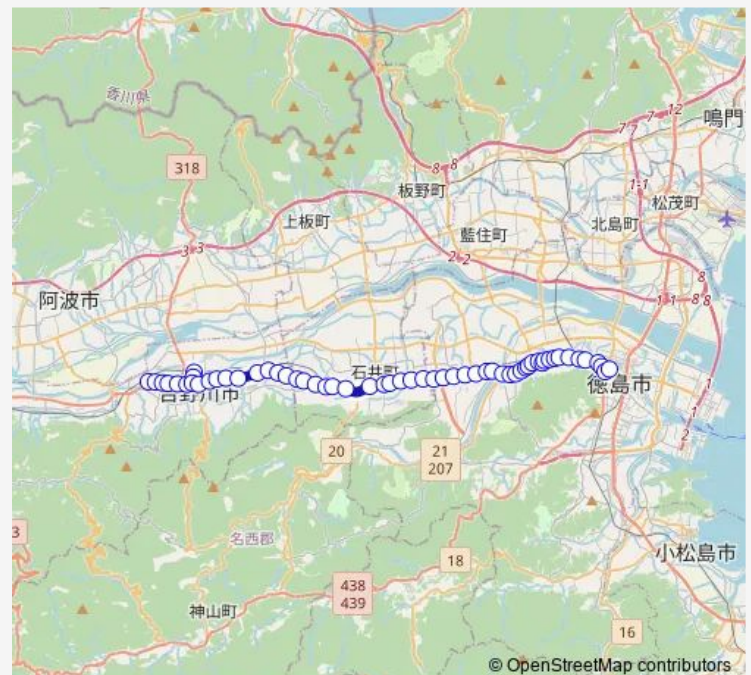 香川県
鳴門
7 7
7
12
8
8
318
板野町
1-1
松茂町
上板町
北島町
藍住町
3 3
2 2
8
8 8
阿波市
1 1
石井町
徳島市
吉野川市
1
1
2
20
21
207
3
名西郡
18
小松島市
438
439
神山町
16
© OpenStreetMap contributors